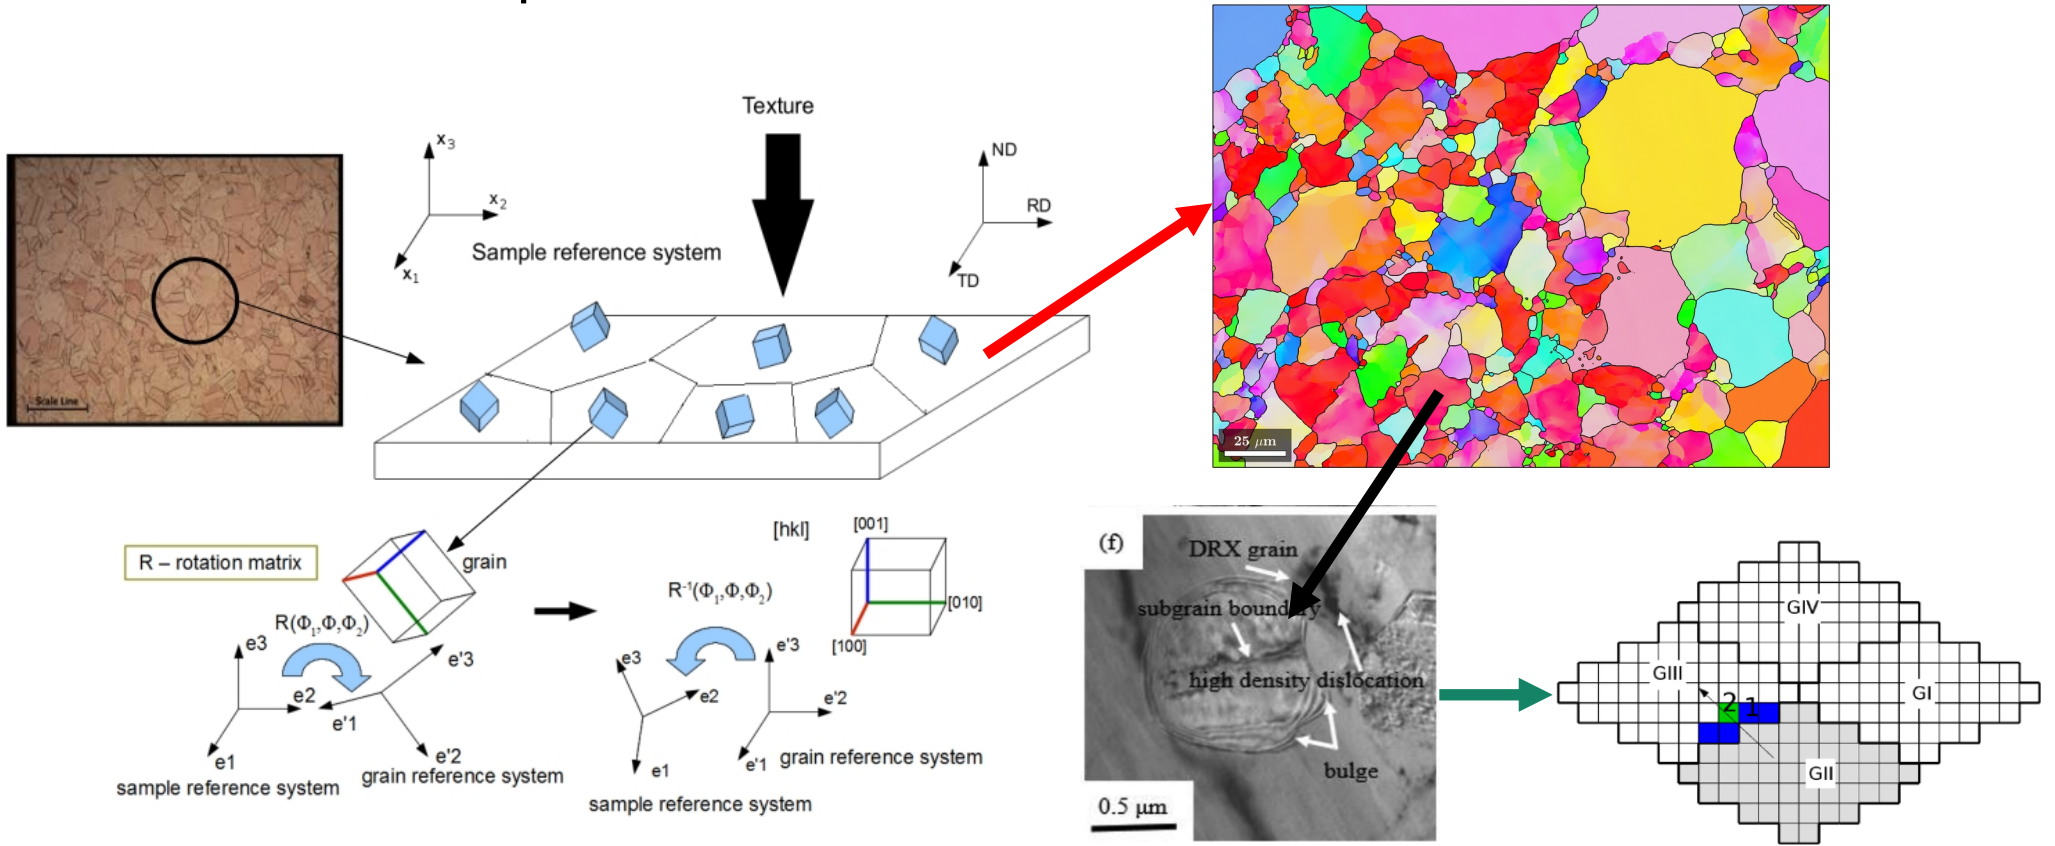 Texture
x3
x2
x1
Sample reference system
ND
RD
TD
Scale Line
25 μm
R – rotation matrix
grain
R(Φ1,Φ,Φ2)
e3
e2
e1
sample reference system
e'3
e'1
e'2
grain reference system
R-1(Φ1,Φ,Φ2)
[hkl]
[001]
[010]
[100]
e3
e2
e1
sample reference system
e'3
e'2
e'1
grain reference system
(f)
DRX grain
subgrain boundary
high density dislocation
bulge
0.5 μm
GIV
GIII
GI
2 1
GII